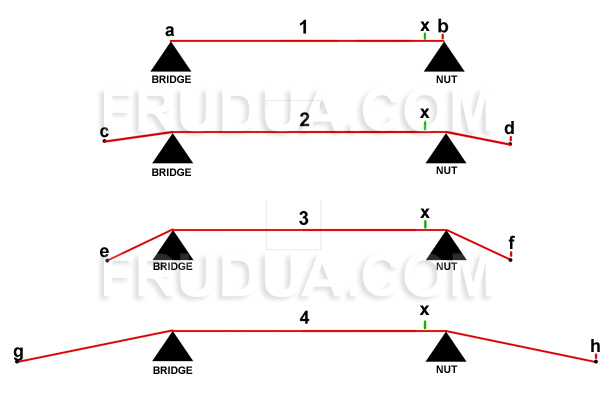 a 1 x b
BRIDGE NUT
FRUDUA.COM
c 2 x d
BRIDGE NUT
e 3 x f
BRIDGE NUT
FRUDUA.COM
g 4 x h
BRIDGE NUT